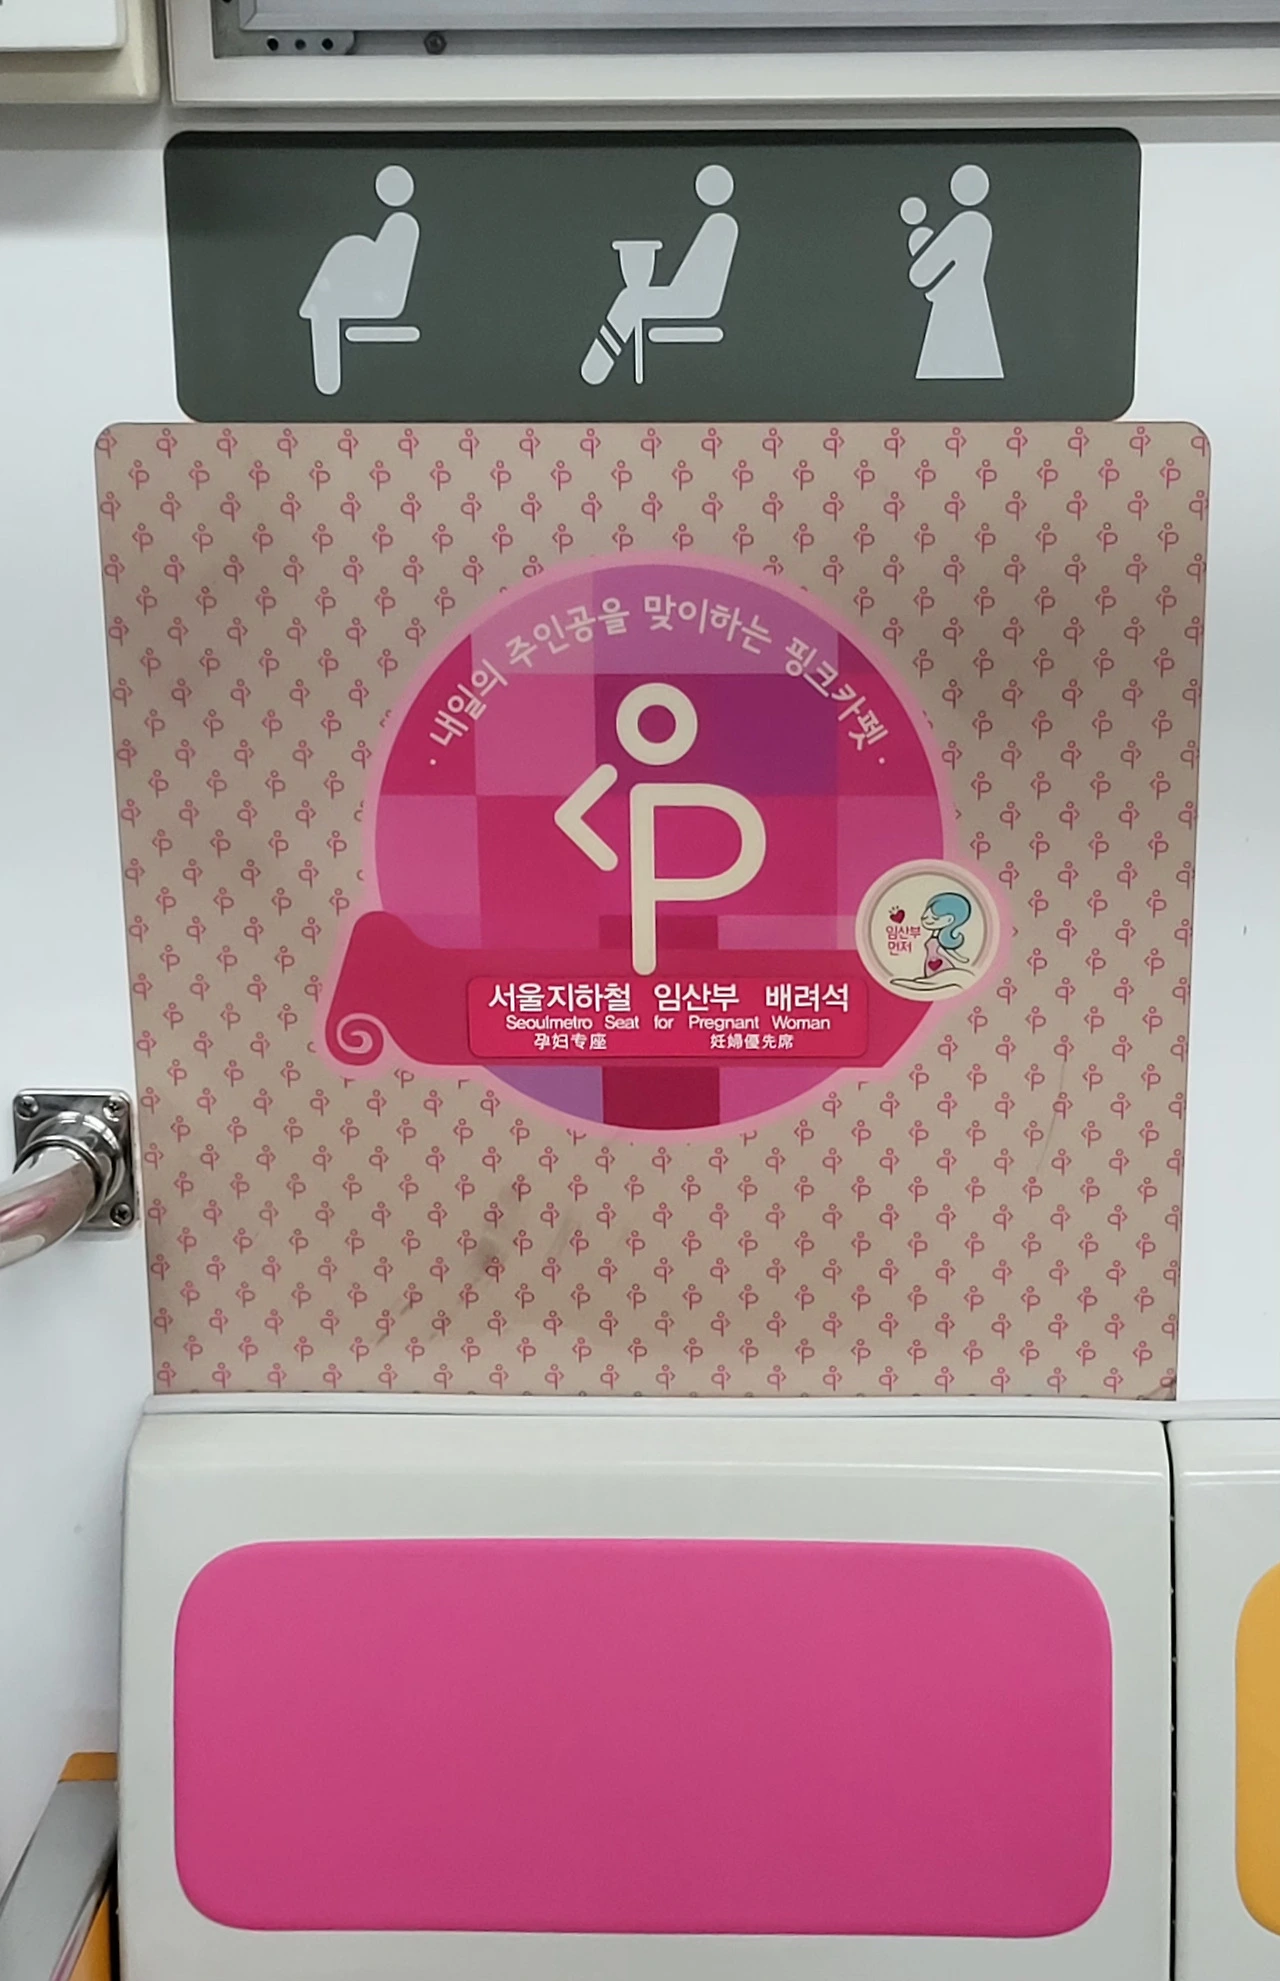 · 내일의 주인공을 맞이하는 핑크카펫 ·
임산부
먼저
서울지하철 임산부 배려석
Seoulmetro Seat for Pregnant Woman
孕妇专座 妊婦優先席